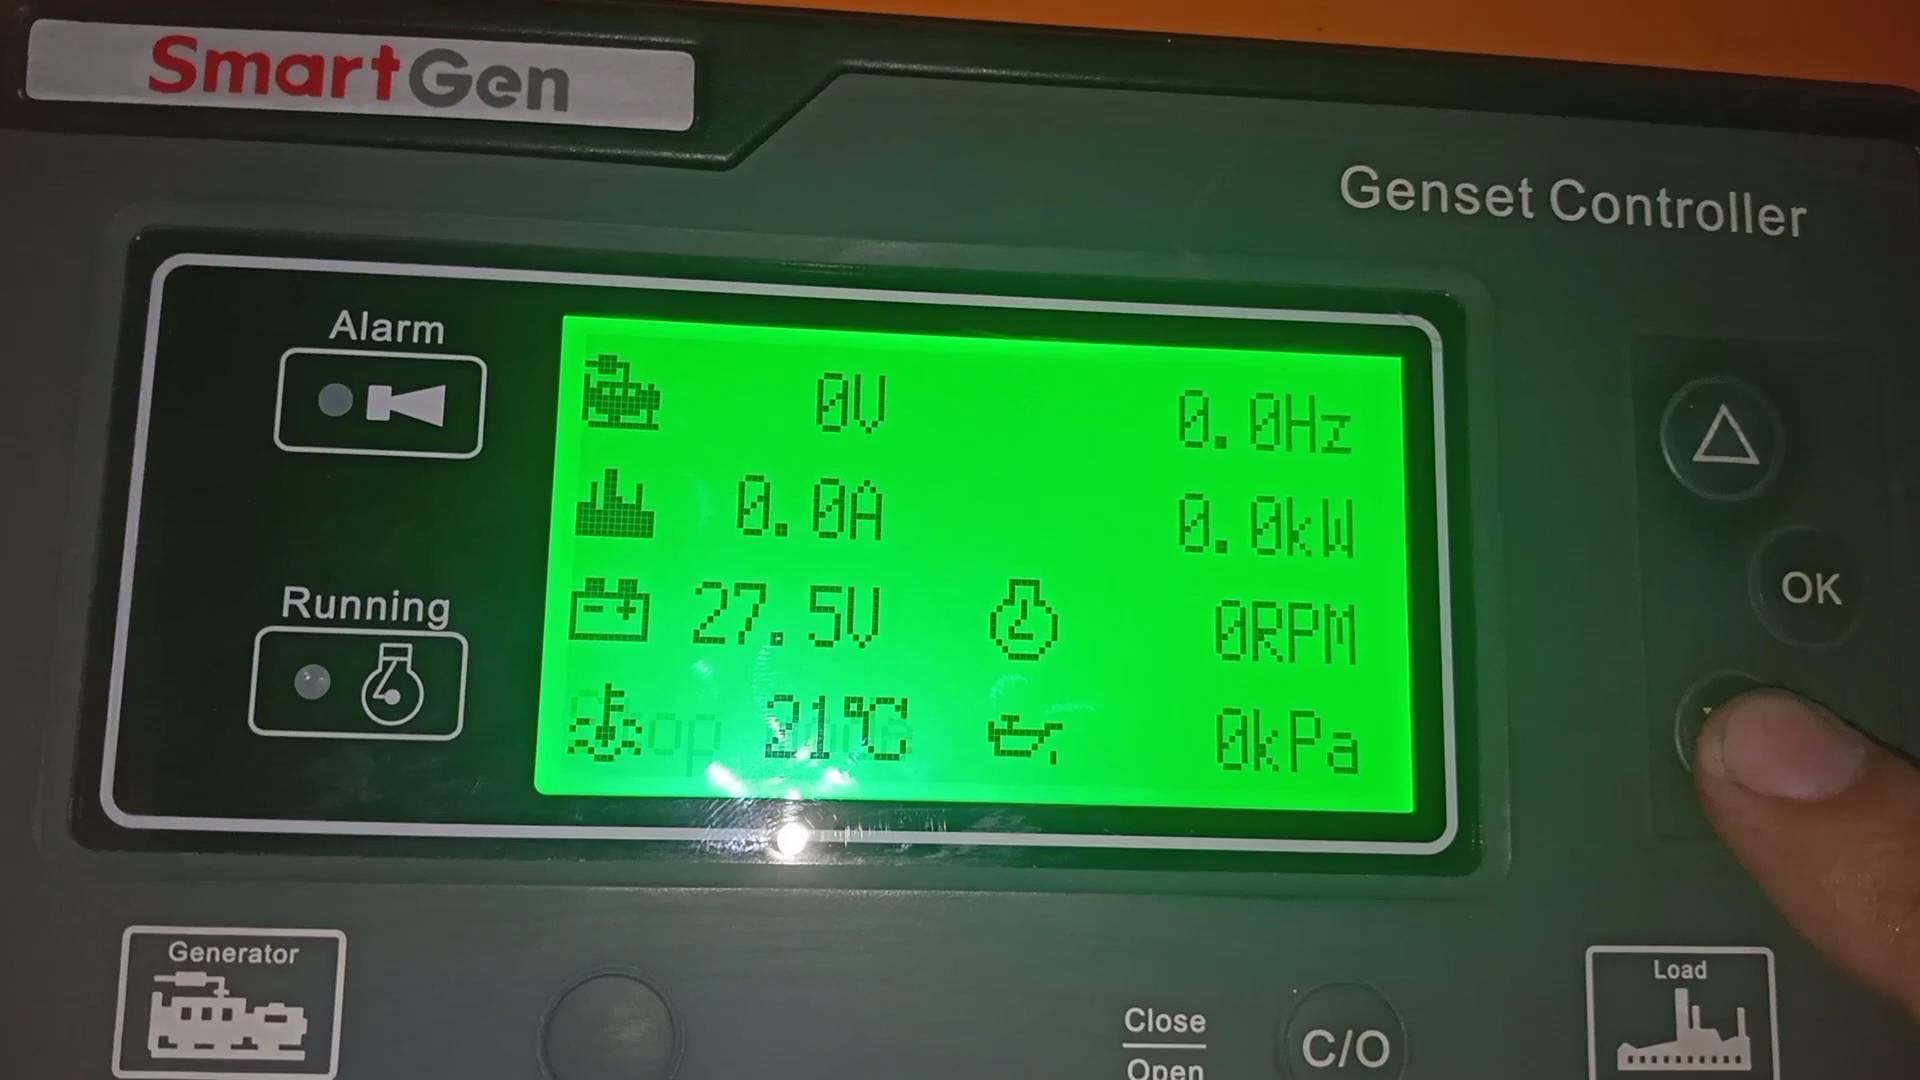 SmartGen
Genset Controller
Alarm
0V 0.0Hz
0.0A 0.0kW
Running
27.5V 0RPM
21°C 0kPa
OK
Generator
Close
Open
C/O
Load